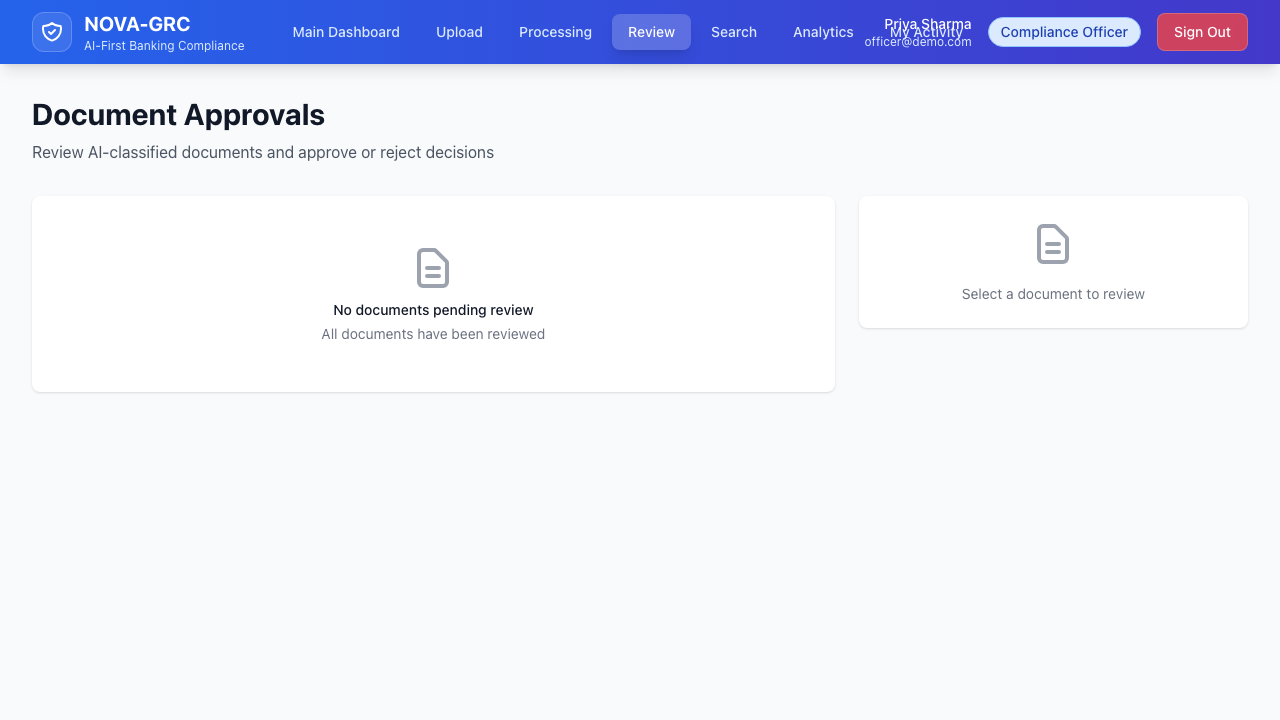 NOVA-GRC
AI-First Banking Compliance
Main Dashboard
Upload
Processing
Review
Search
Analytics
My Activity
Priya Sharma
officer@demo.com
Compliance Officer
Sign Out
Document Approvals
Review AI-classified documents and approve or reject decisions
No documents pending review
All documents have been reviewed
Select a document to review